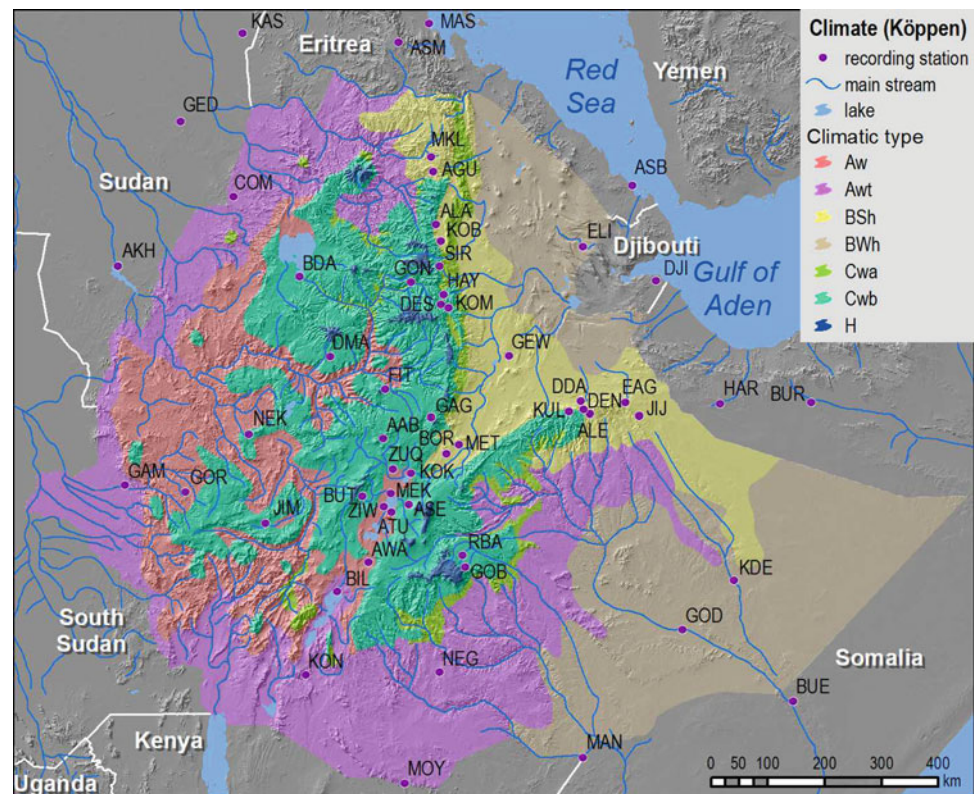 KAS
MAS
Eritrea
ASM
Red
Sea
Yemen
GED
MKL
AGU
Sudan
COM
ASB
ALA
KOB
ELI
Djibouti
AKH
SIR
BDA
GON
DJI
Gulf of
Aden
HAY
DES
KOM
DMA
GEW
FIT
DDA
EAG
HAR
BUR
KUL
DEN
JIJ
GAG
NEK
AAB
BOR
MET
ALE
ZUQ
KOK
GAM
GOR
BUT
MEK
ZIW
ASE
JIM
ATU
AWA
RBA
BIL
GOB
KDE
South
Sudan
GOD
Somalia
KON
NEG
BUE
Kenya
MAN
MOY
Uganda
Climate (Köppen)
recording station
main stream
lake
Climatic type
Aw
Awt
BSh
BWh
Cwa
Cwb
H
0 25 50 100 200 300 400
km